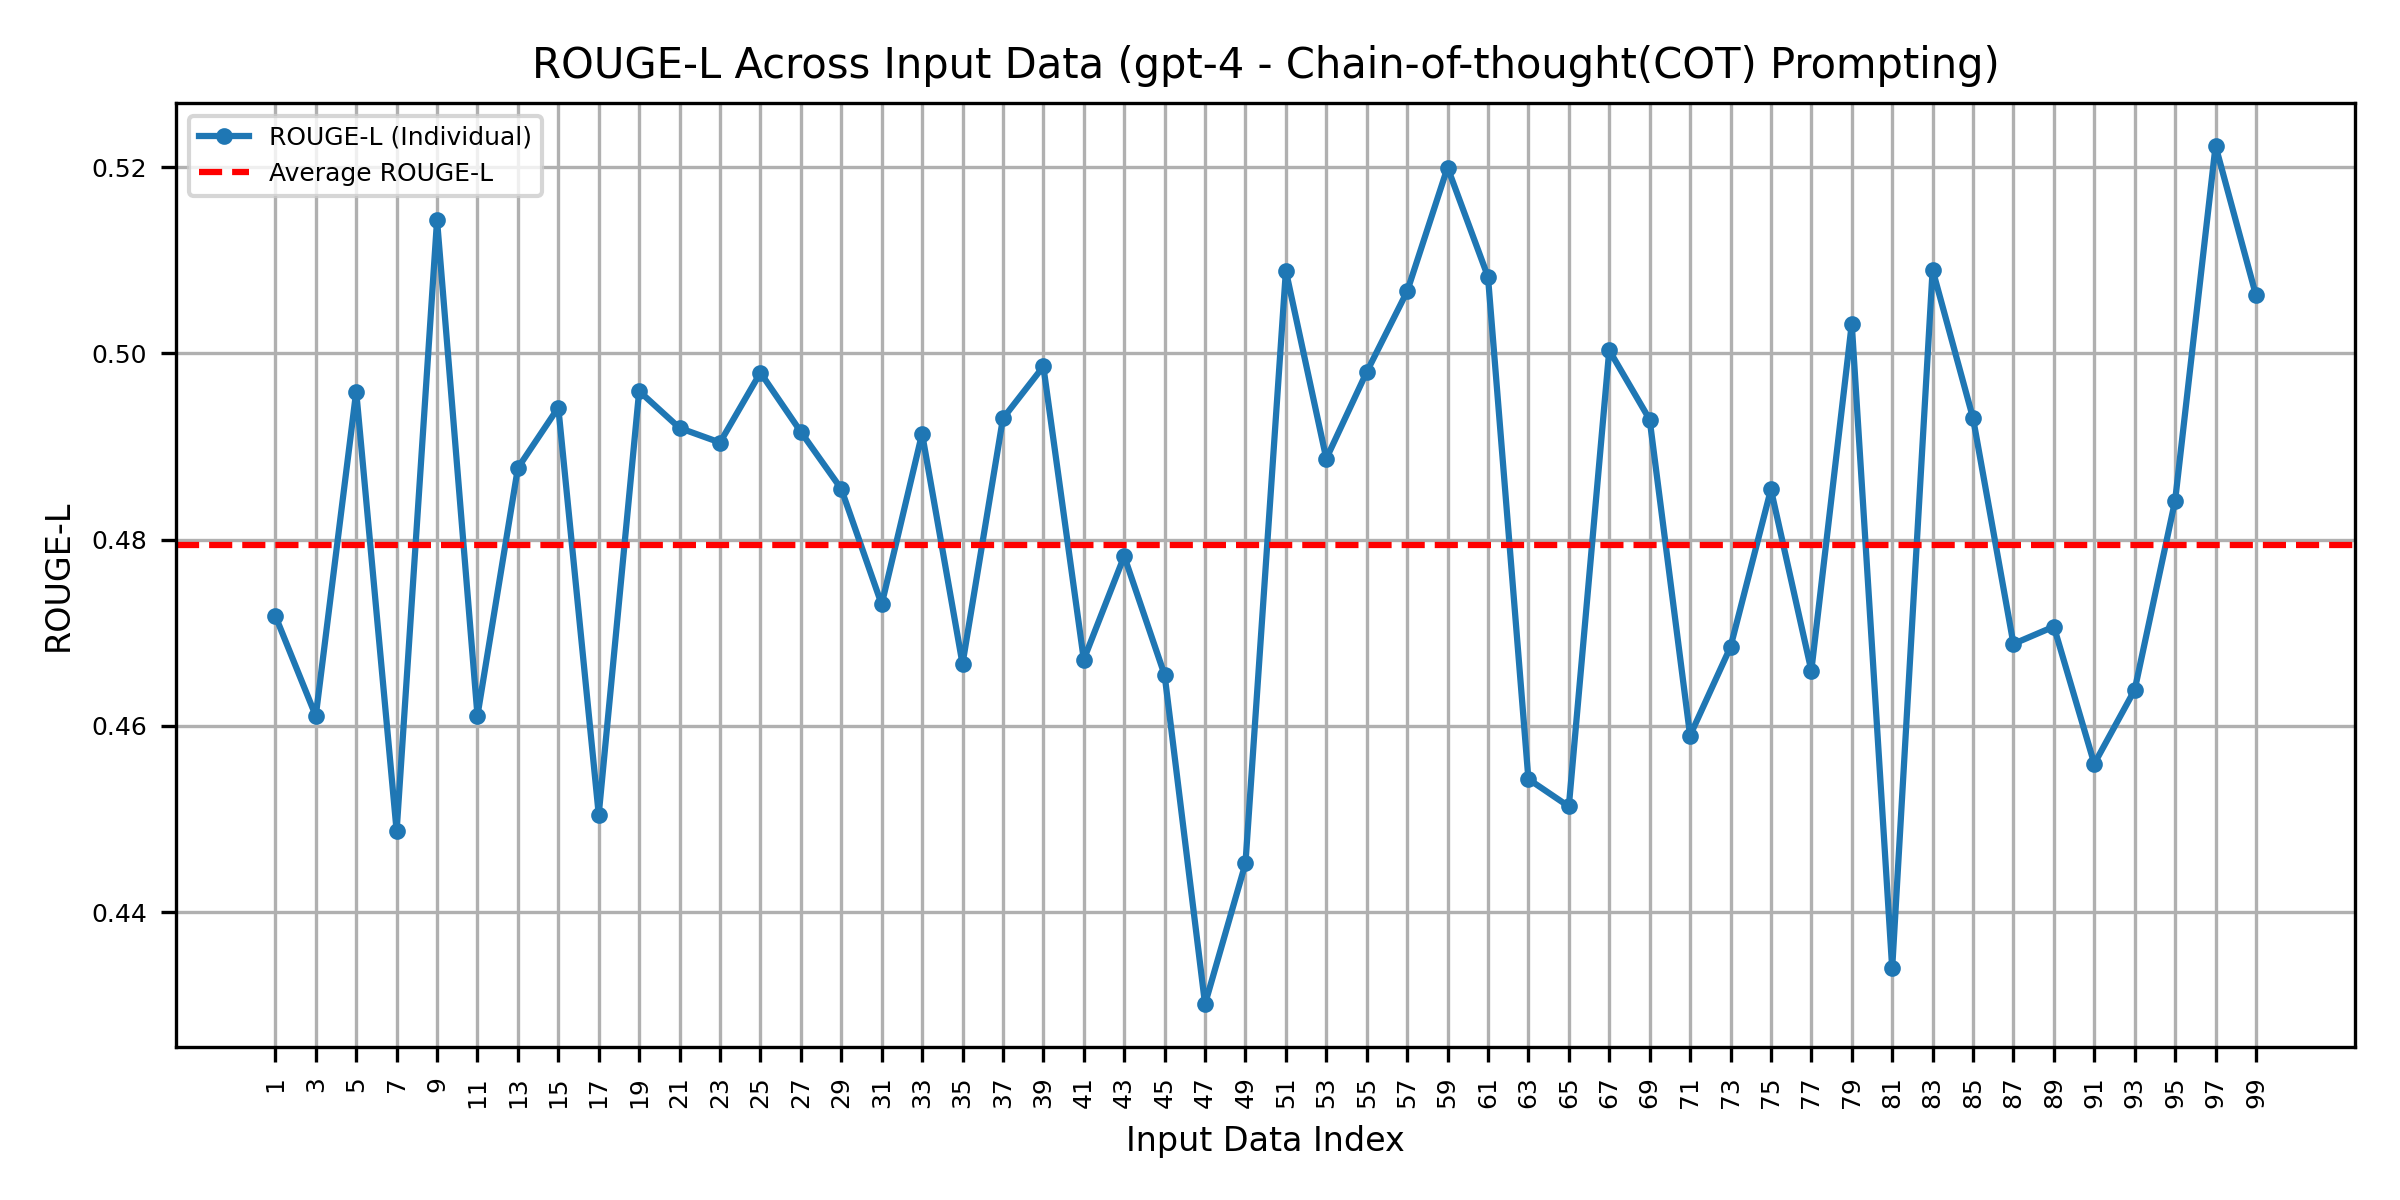 ROUGE-L Across Input Data (gpt-4 - Chain-of-thought(COT) Prompting)
ROUGE-L (Individual)
Average ROUGE-L
0.52
0.50
0.48
0.46
0.44
ROUGE-L
1 3 5 7 9 11 13 15 17 19 21 23 25 27 29 31 33 35 37 39 41 43 45 47 49 51 53 55 57 59 61 63 65 67 69 71 73 75 77 79 81 83 85 87 89 91 93 95 97 99
Input Data Index